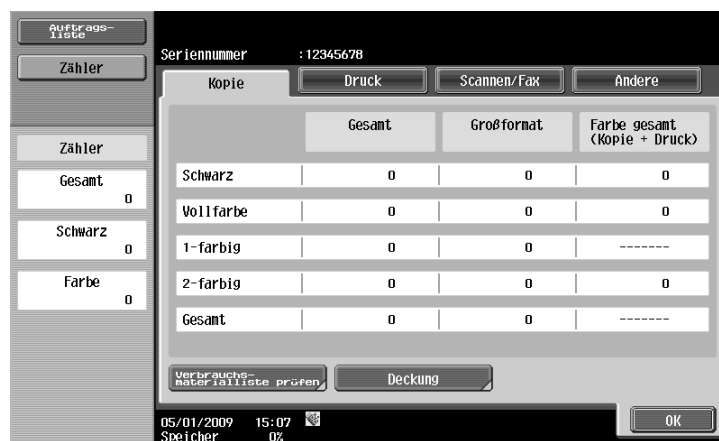 Auftrags-
liste
Zähler
Zähler
Gesamt
0
Schwarz
0
Farbe
0
Seriennummer :12345678
Kopie Druck Scannen/Fax Andere
Gesamt Großformat Farbe gesamt
(Kopie + Druck)
Schwarz 0 0 0
Vollfarbe 0 0 0
1-farbig 0 0 -------
2-farbig 0 0 0
Gesamt 0 0 -------
Verbrauchs-
materialliste prüfen
Deckung
05/01/2009 15:07
Speicher 0%
OK